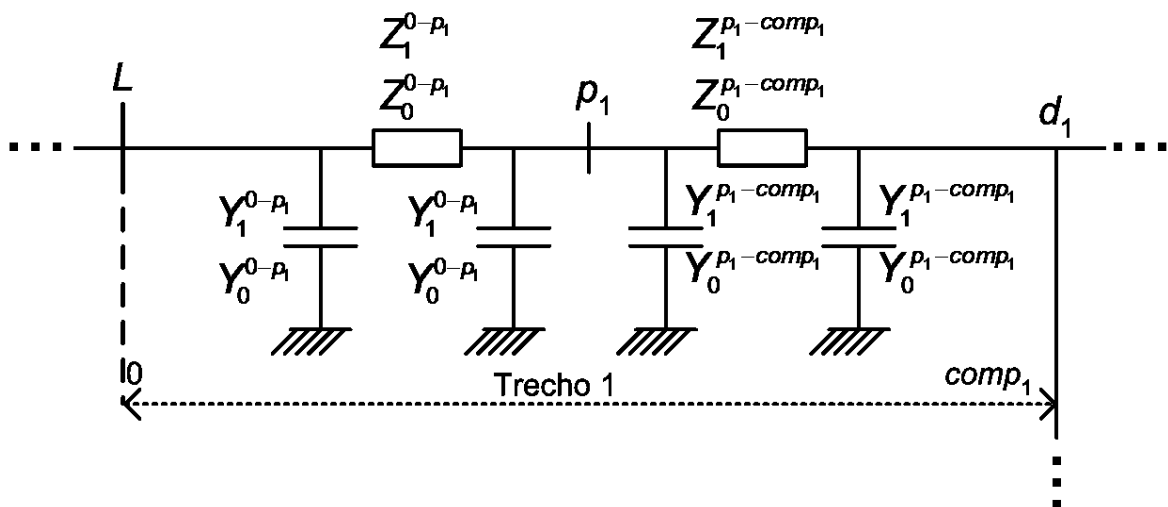 Z_1^{0-p_1}
Z_0^{0-p_1}
Z_1^{p_1-comp_1}
Z_0^{p_1-comp_1}
L
p_1
d_1
Y_1^{0-p_1}
Y_0^{0-p_1}
Y_1^{0-p_1}
Y_0^{0-p_1}
Y_1^{p_1-comp_1}
Y_0^{p_1-comp_1}
Y_1^{p_1-comp_1}
Y_0^{p_1-comp_1}
0
Trecho 1
comp_1